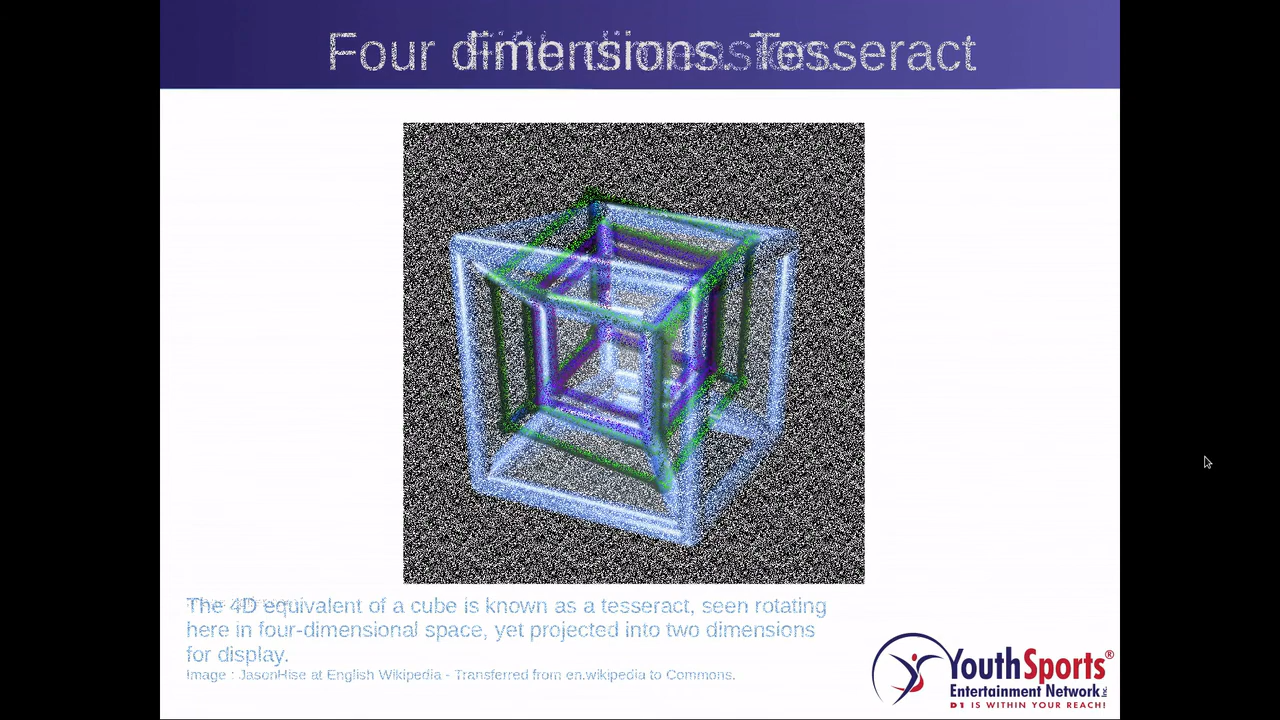 Four dimensions. Tesseract
The 4D equivalent of a cube is known as a tesseract, seen rotating
here in four-dimensional space, yet projected into two dimensions
for display.
Image : JasonHise at English Wikipedia - Transferred from en.wikipedia to Commons.
YouthSports®
Entertainment Network Inc.
D1 IS WITHIN YOUR REACH!